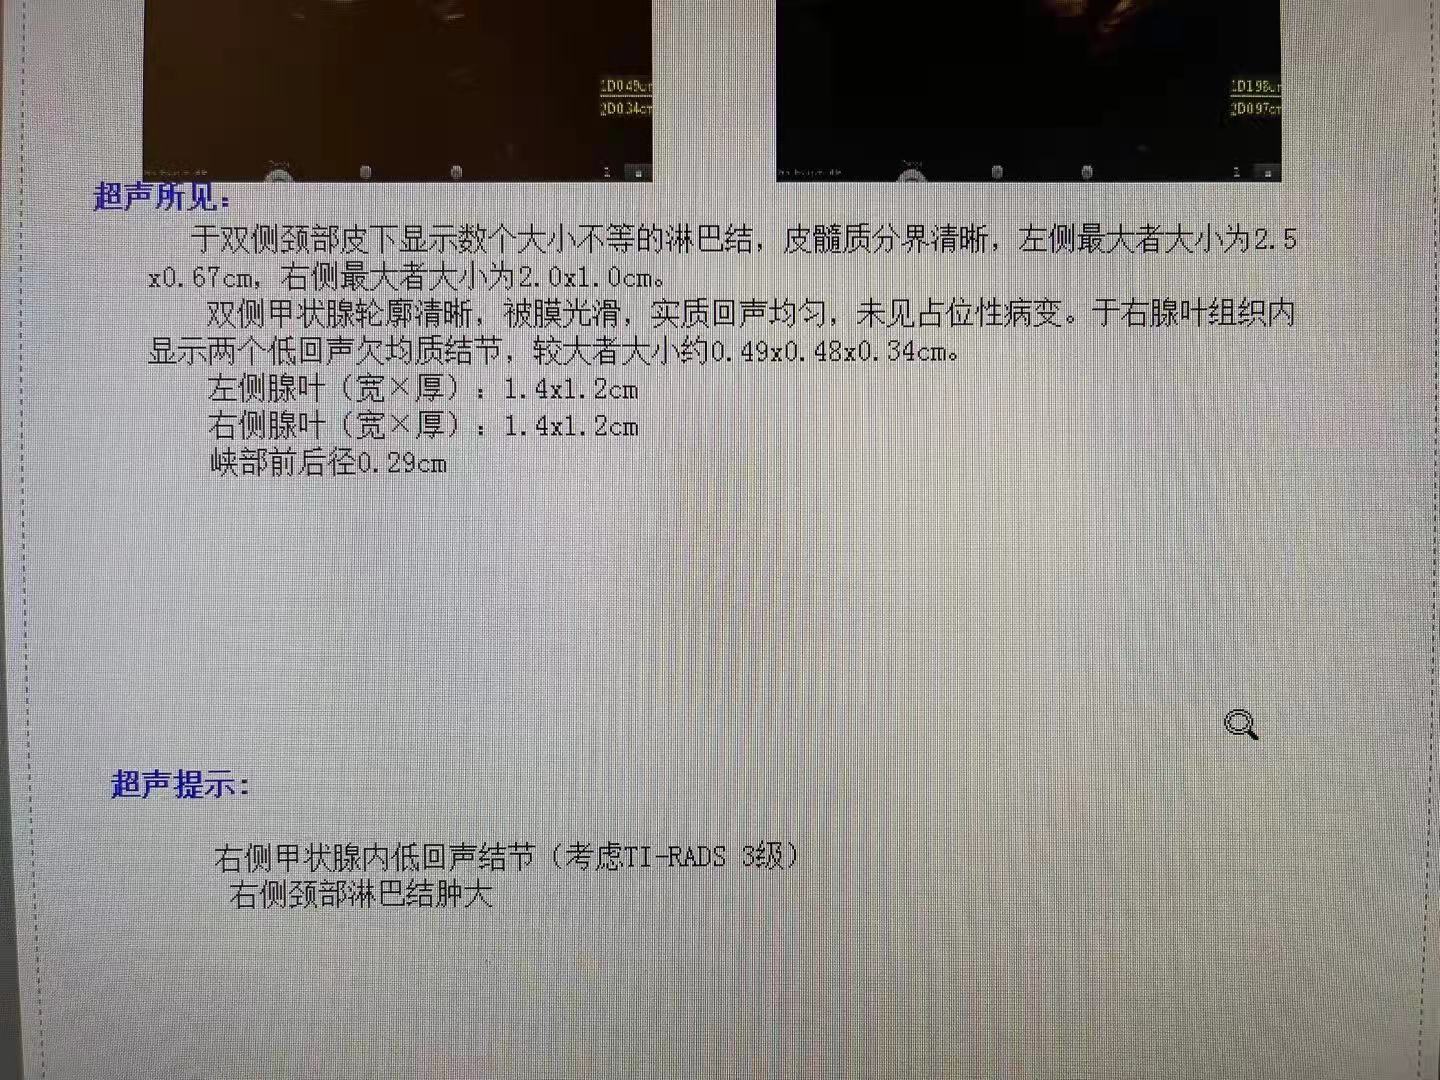 1D0.49cm
2D0.34cm
1D1.98cm
2D0.97cm
超声所见：
于双侧颈部皮下显示数个大小不等的淋巴结，皮髓质分界清晰，左侧最大者大小为2.5
x0.67cm，右侧最大者大小为2.0x1.0cm。
双侧甲状腺轮廓清晰，被膜光滑，实质回声均匀，未见占位性病变。于右腺叶组织内
显示两个低回声欠均质结节，较大者大小约0.49x0.48x0.34cm。
左侧腺叶（宽×厚）：1.4x1.2cm
右侧腺叶（宽×厚）：1.4x1.2cm
峡部前后径0.29cm
超声提示：
右侧甲状腺内低回声结节（考虑TI-RADS 3级）
右侧颈部淋巴结肿大